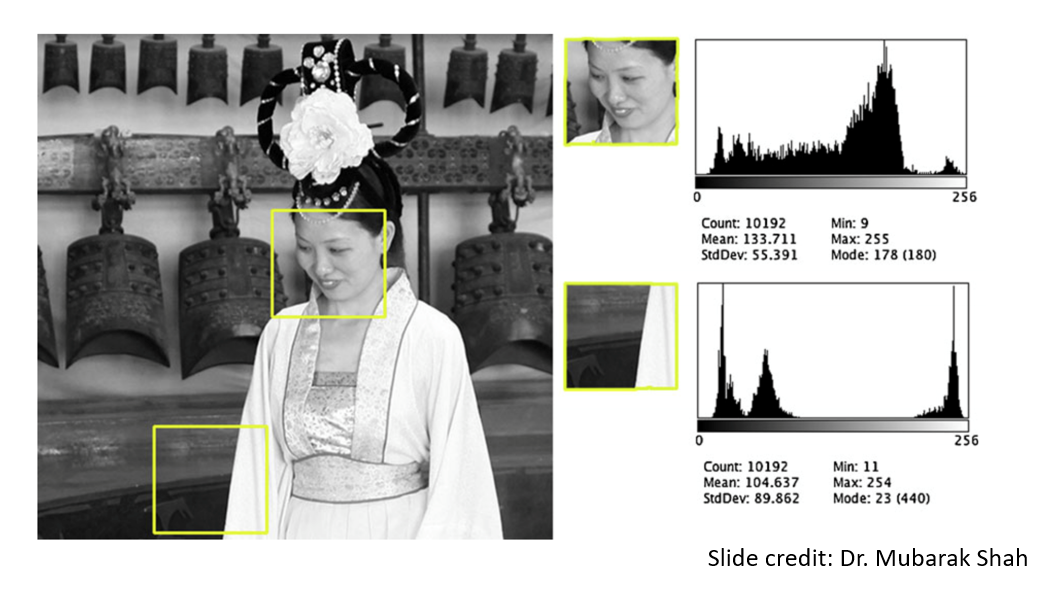 0 256
Count: 10192 Min: 9
Mean: 133.711 Max: 255
StdDev: 55.391 Mode: 178 (180)
0 256
Count: 10192 Min: 11
Mean: 104.637 Max: 254
StdDev: 89.862 Mode: 23 (440)
Slide credit: Dr. Mubarak Shah